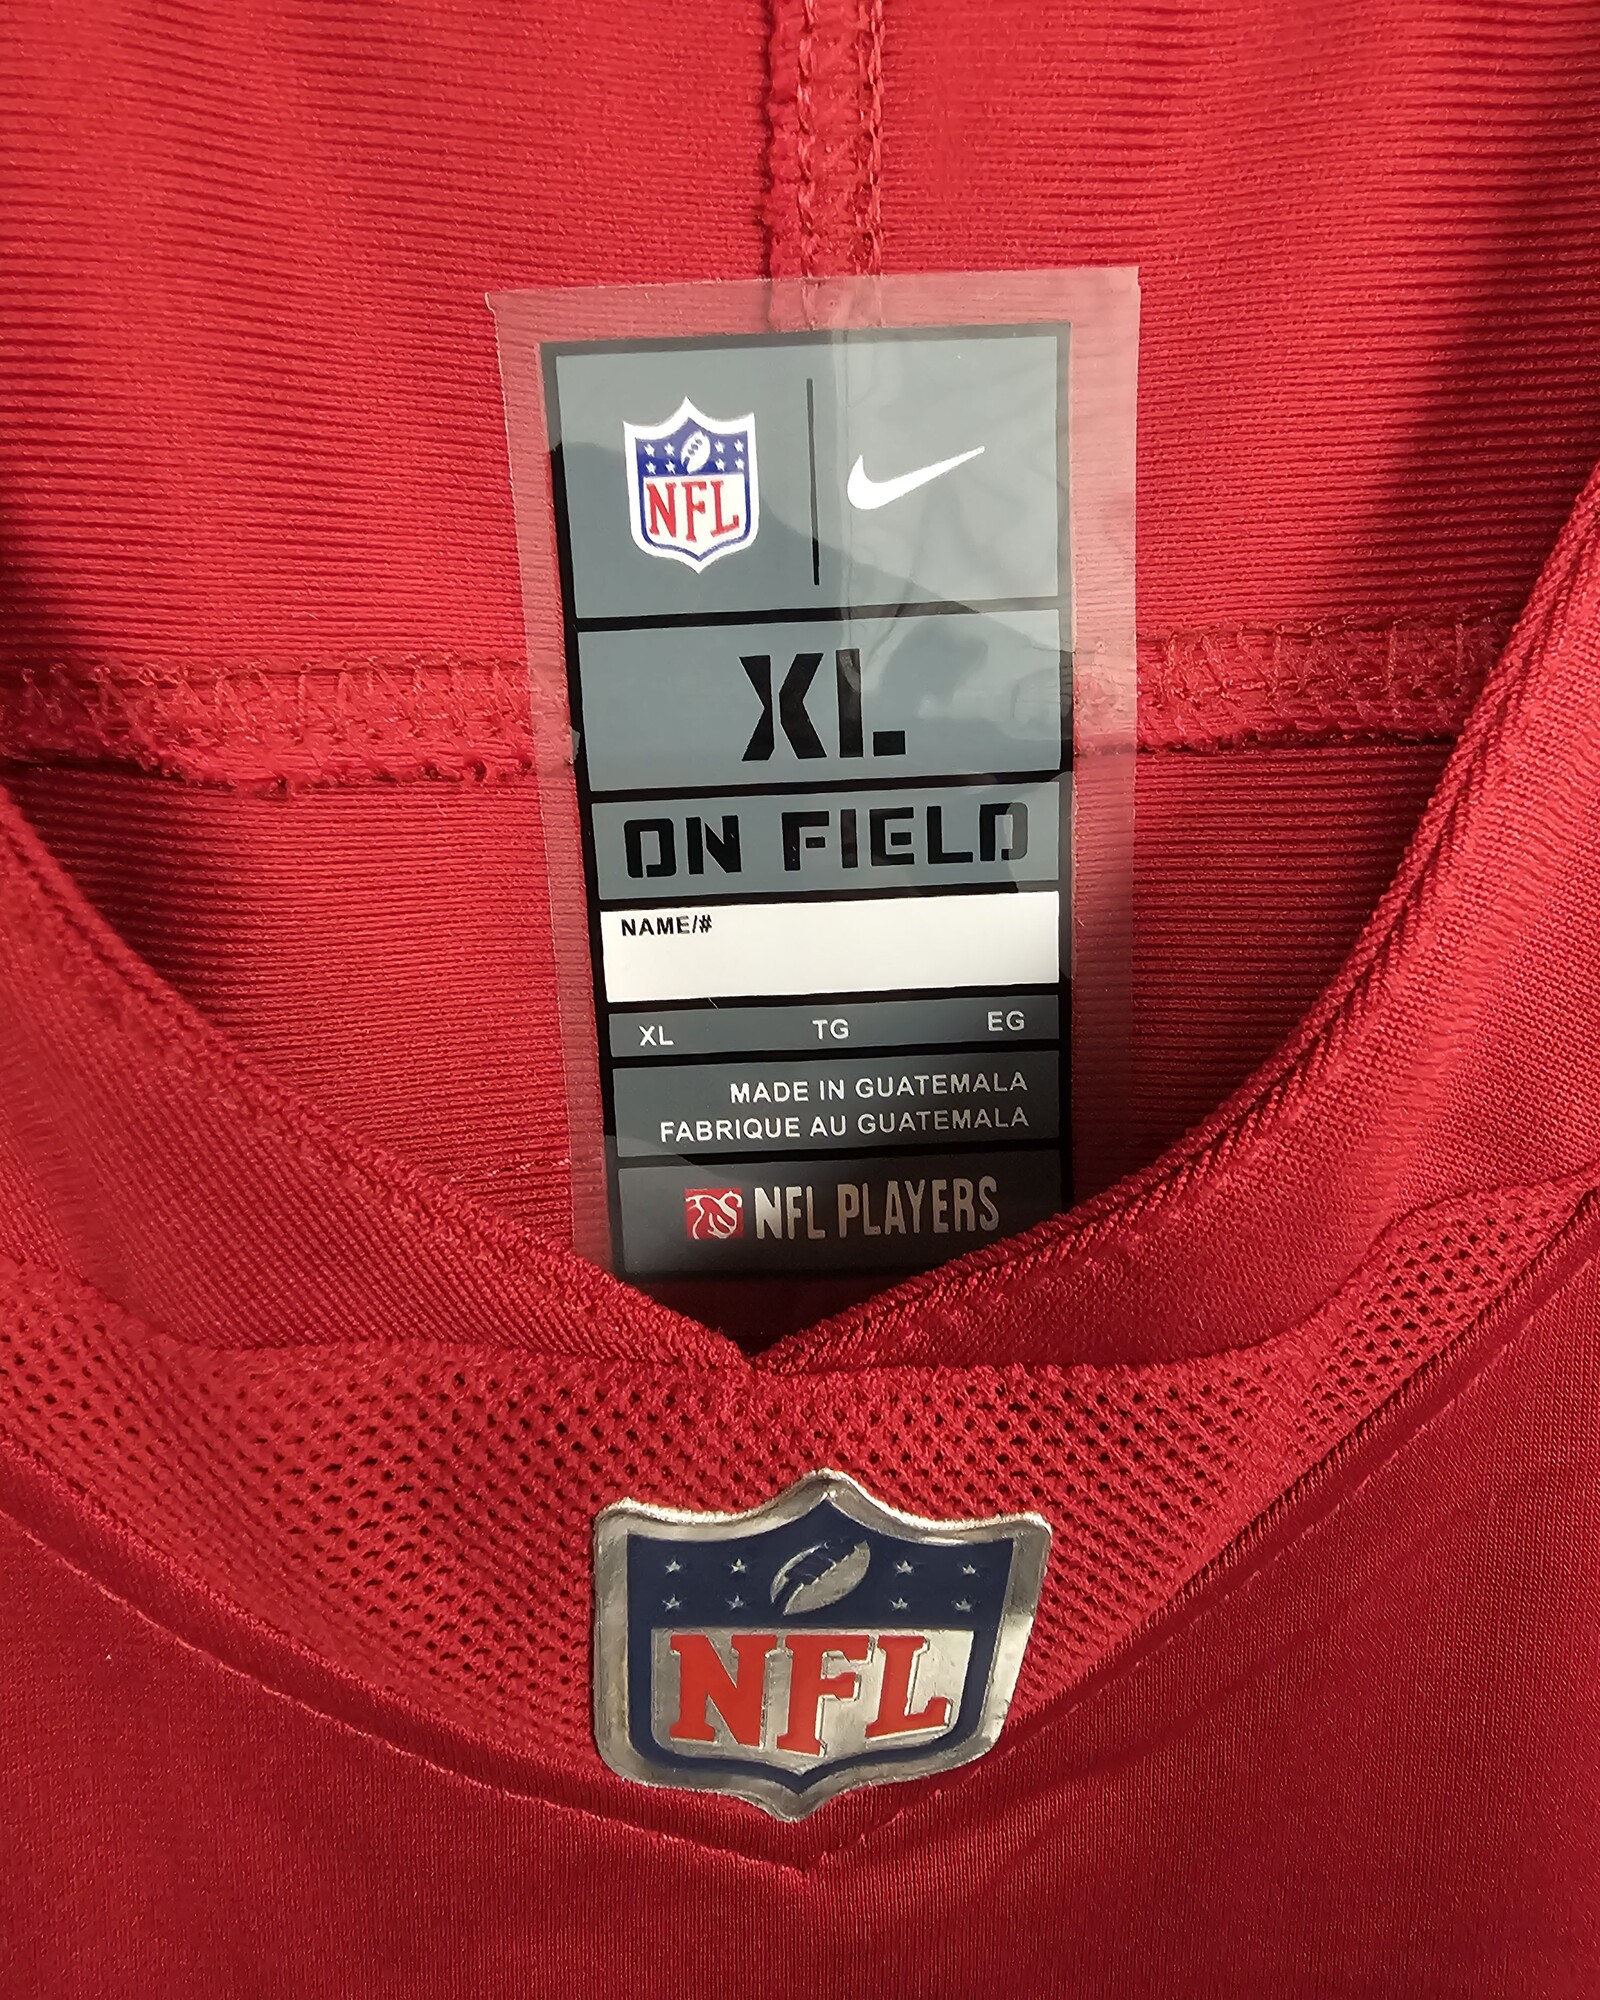 NFL
XL
ON FIELD
NAME/#
XL TG EG
MADE IN GUATEMALA
FABRIQUE AU GUATEMALA
NFL PLAYERS
NFL